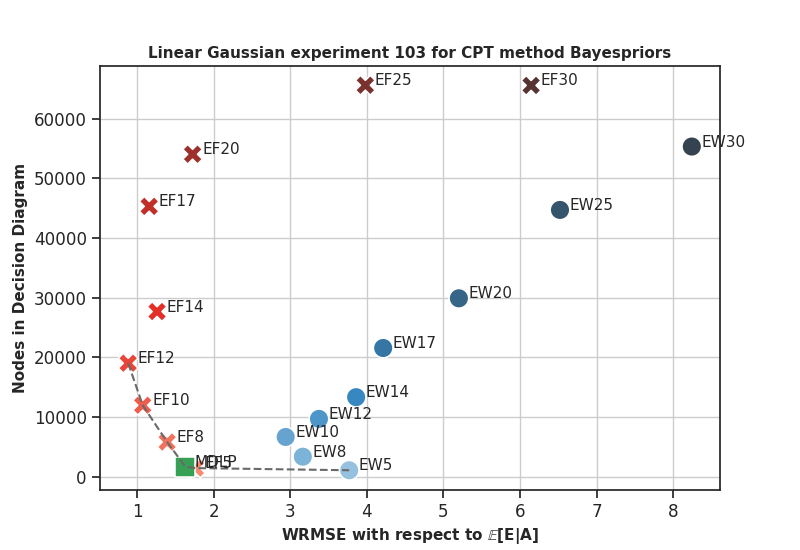 Linear Gaussian experiment 103 for CPT method Bayespriors
Nodes in Decision Diagram
60000
50000
40000
30000
20000
10000
0
EF25
EF30
EW30
EF20
EF17
EW25
EF14
EW20
EW17
EF12
EF10
EW14
EW12
EF8
EW10
EW8
MDLP
EF5
EW5
1
2
3
4
5
6
7
8
WRMSE with respect to 𝔼[E|A]